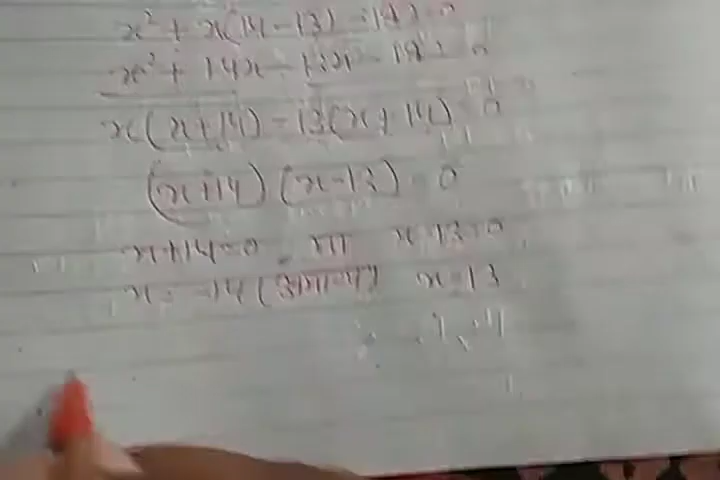 x² + x(14-13) - 182 = 0
x² + 14x - 13x - 182 = 0
x(x+14) - 13(x+14) = 0
(x+14) (x-13) = 0
x+14=0 या x-13=0
x = -14 (अमान्य) x=13